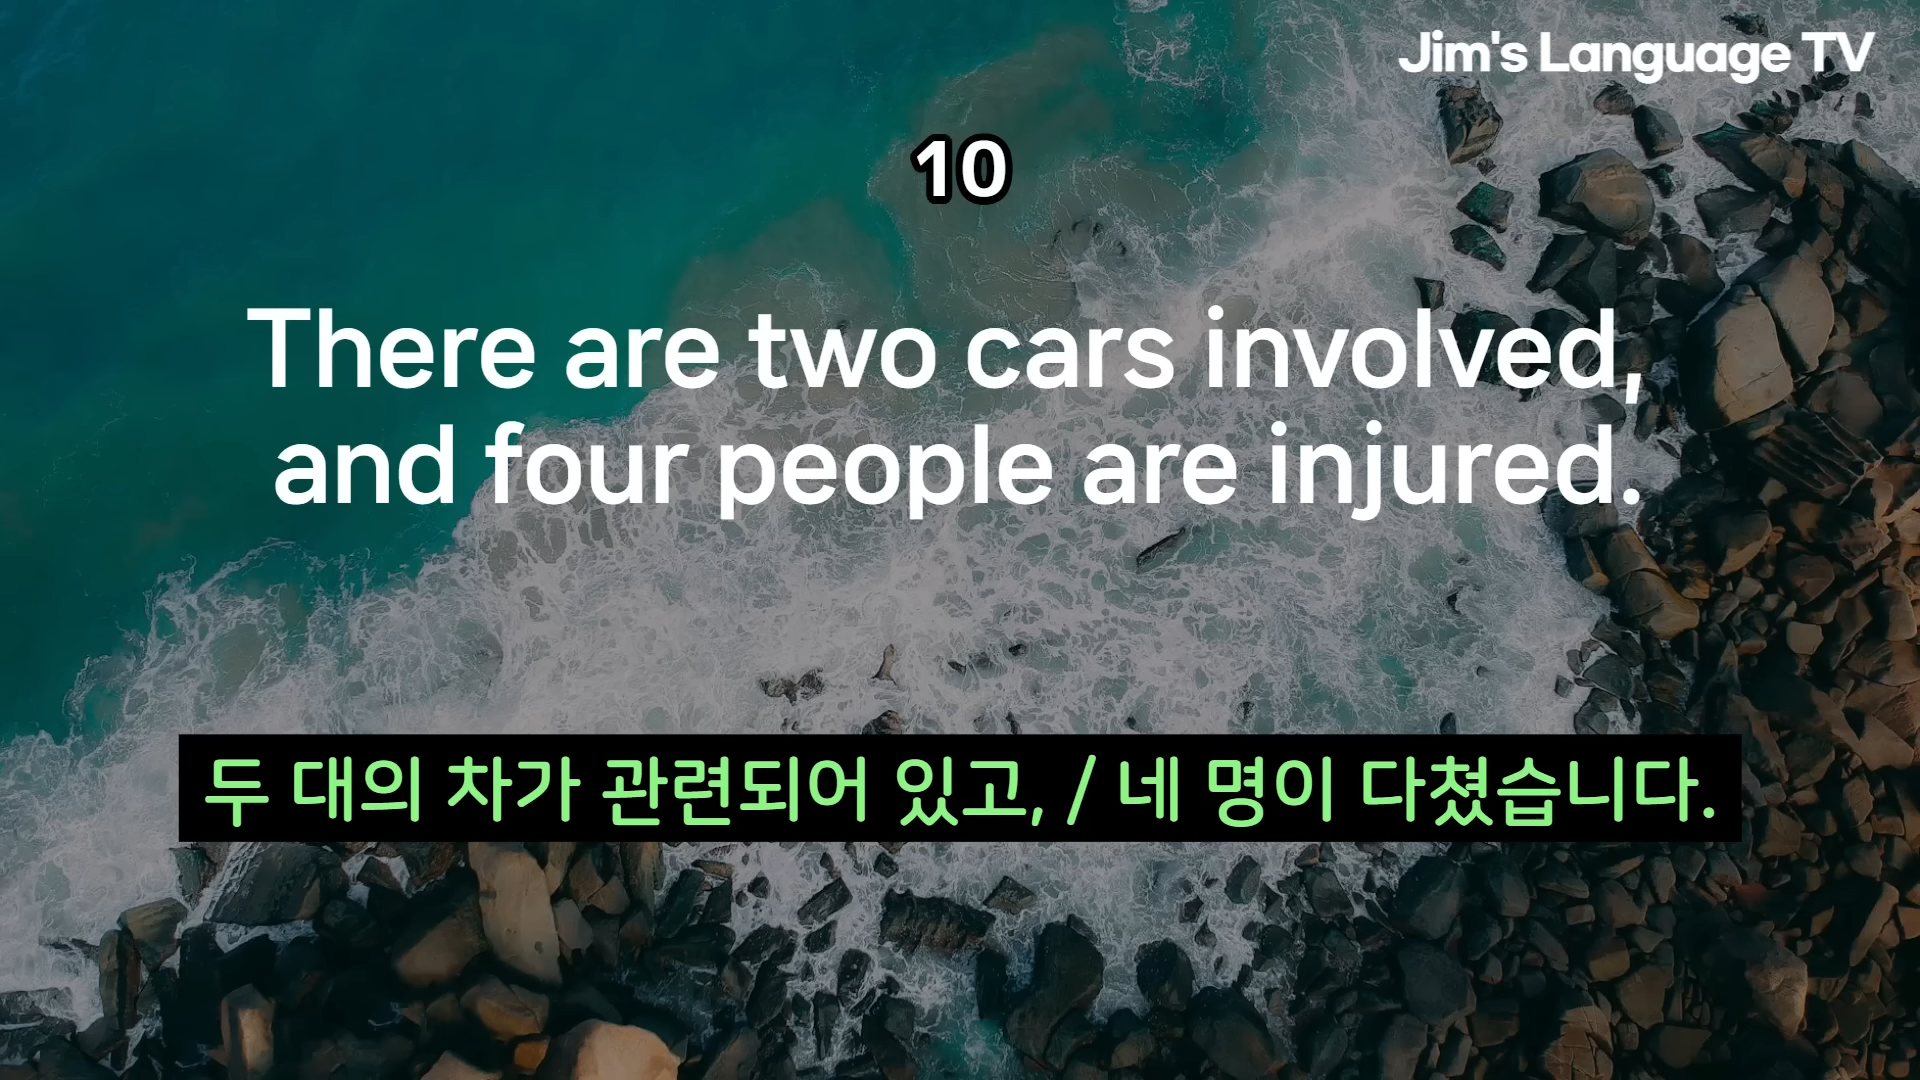 Jim's Language TV
10
There are two cars involved,
and four people are injured.
두 대의 차가 관련되어 있고, / 네 명이 다쳤습니다.